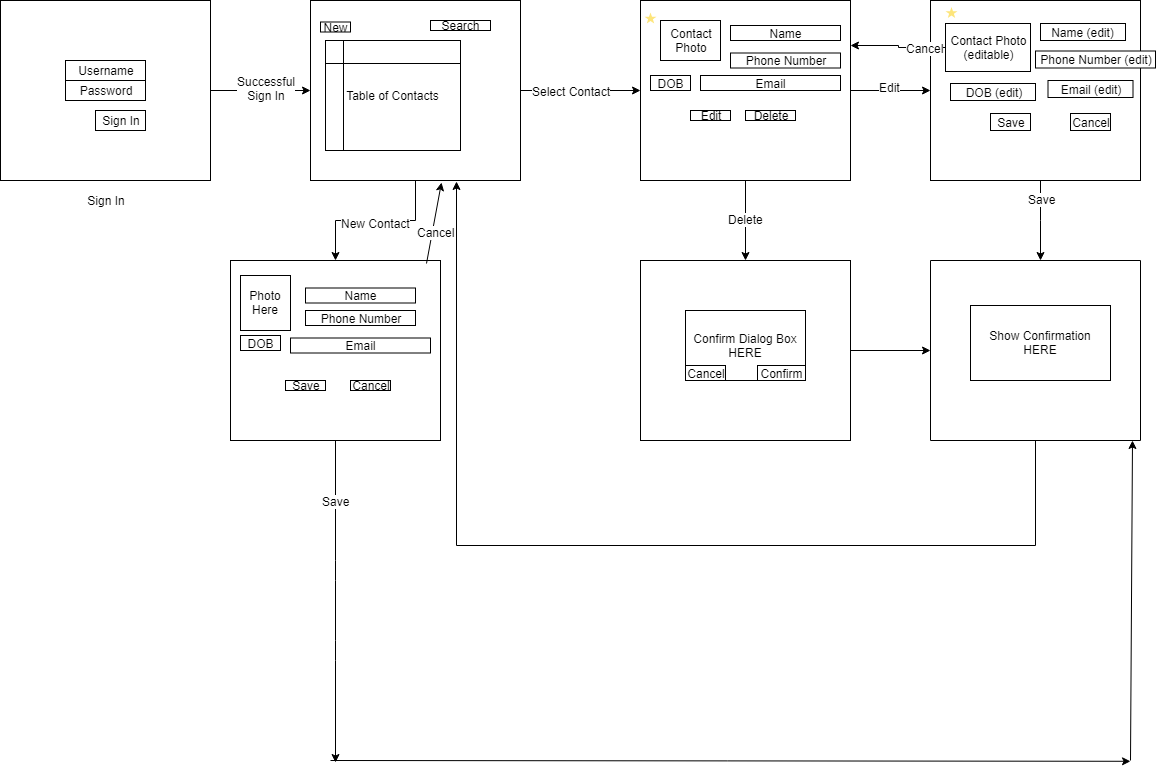 Username
Password
Sign In
Sign In
Successful
Sign In
New
Search
Table of Contacts
Select Contact
Contact
Photo
Name
Phone Number
DOB
Email
Edit
Delete
Cancel
Edit
Contact Photo
(editable)
Name (edit)
Phone Number (edit)
DOB (edit)
Email (edit)
Save
Cancel
New Contact
Cancel
Delete
Save
Photo
Here
Name
Phone Number
DOB
Email
Save
Cancel
Confirm Dialog Box
HERE
Cancel
Confirm
Show Confirmation
HERE
Save